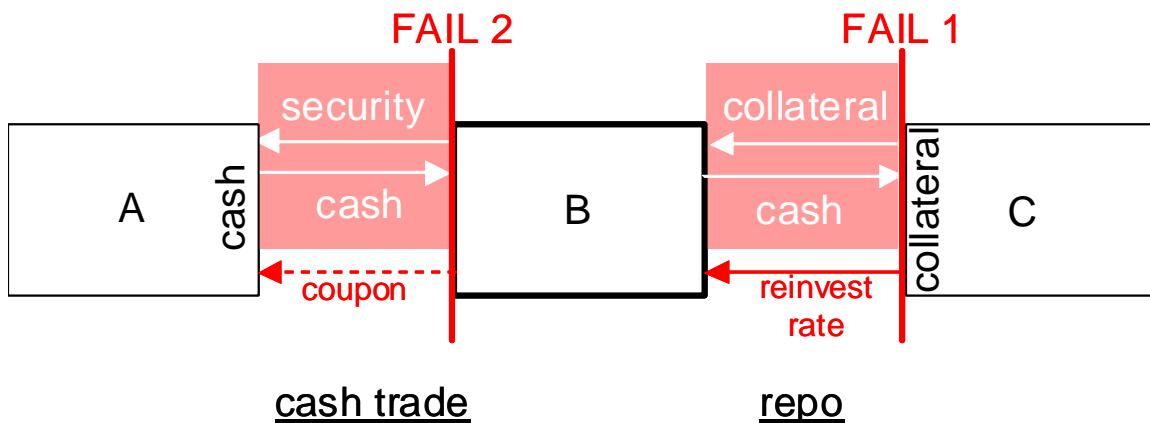 FAIL 2
FAIL 1
security
collateral
A
cash
cash
B
cash
collateral
C
coupon
reinvest
rate
cash trade
repo